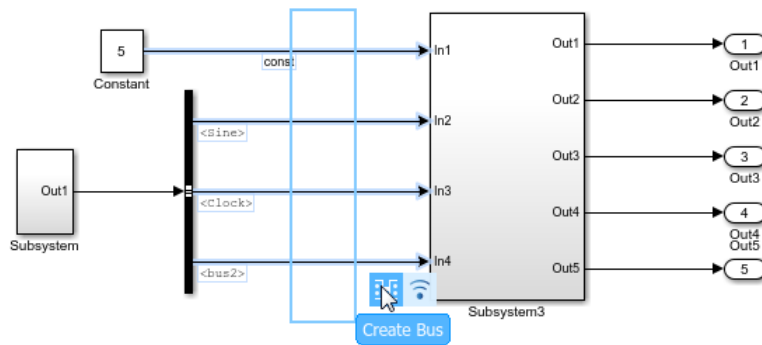 5
Constant
const
In1
Out1
1
Out1
<Sine>
In2
Out2
2
Out2
Out1
Subsystem
<Clock>
In3
Out3
3
Out3
<bus2>
In4
Out4
4
Out4
Out5
Out5
5
Subsystem3
Create Bus